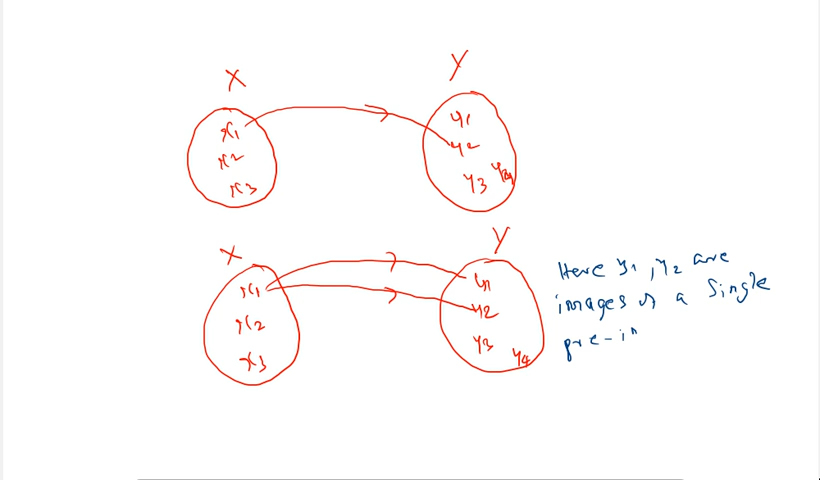 X
Y
x1
x2
x3
y1
y2
y3 y4
X
Y
x1
x2
x3
y1
y2
y3
y4
Here y1, y2 are
images of a single
pre-im